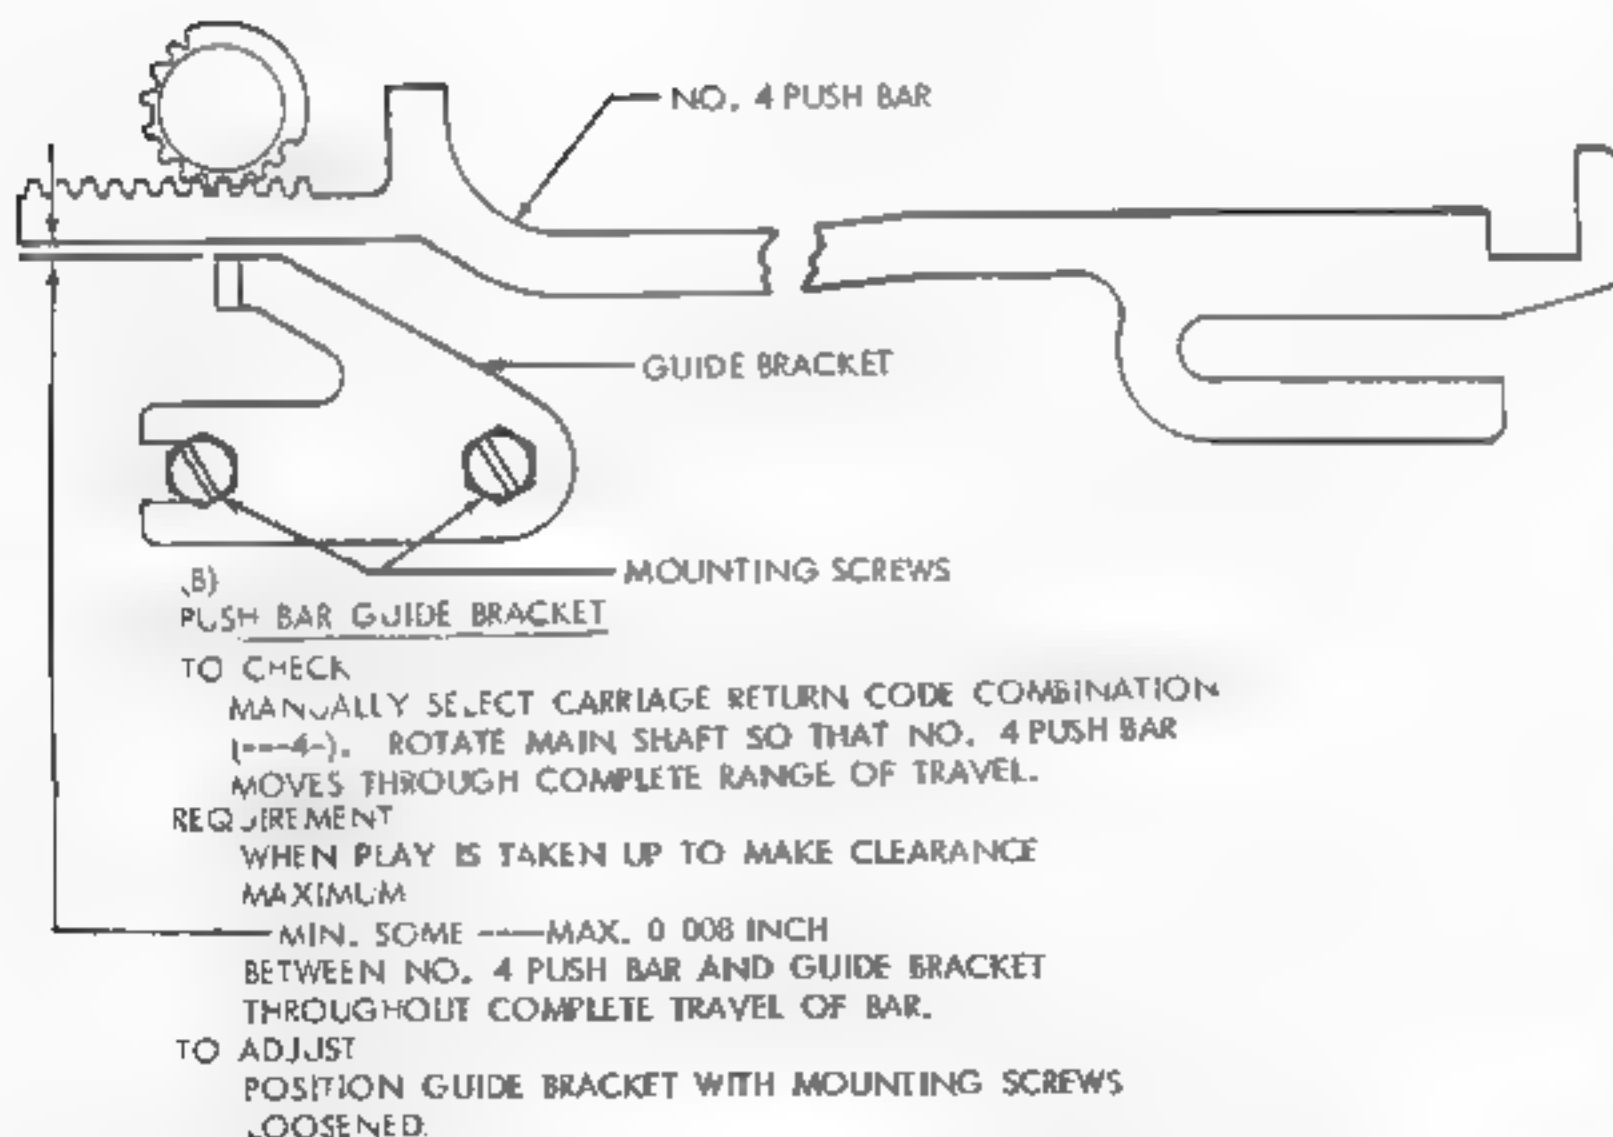 NO. 4 PUSH BAR
GUIDE BRACKET
MOUNTING SCREWS
(B)
PUSH BAR GUIDE BRACKET
TO CHECK
MANUALLY SELECT CARRIAGE RETURN CODE COMBINATION
(---4-). ROTATE MAIN SHAFT SO THAT NO. 4 PUSH BAR
MOVES THROUGH COMPLETE RANGE OF TRAVEL.
REQUIREMENT
WHEN PLAY IS TAKEN UP TO MAKE CLEARANCE
MAXIMUM
MIN. SOME ----MAX. 0 008 INCH
BETWEEN NO. 4 PUSH BAR AND GUIDE BRACKET
THROUGHOUT COMPLETE TRAVEL OF BAR.
TO ADJUST
POSITION GUIDE BRACKET WITH MOUNTING SCREWS
LOOSENED.